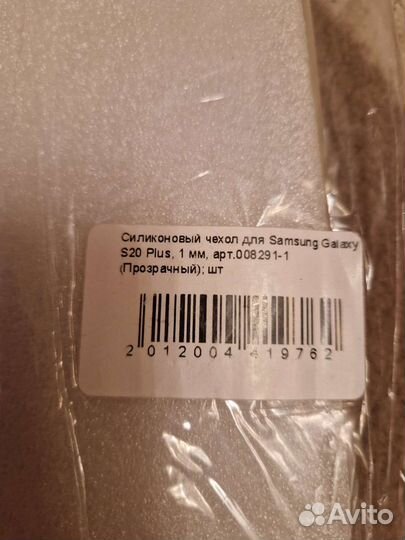 Силиконовый чехол для Samsung Galaxy
S20 Plus, 1 мм, арт.008291-1
(Прозрачный); шт
2 012004 419762
Avito